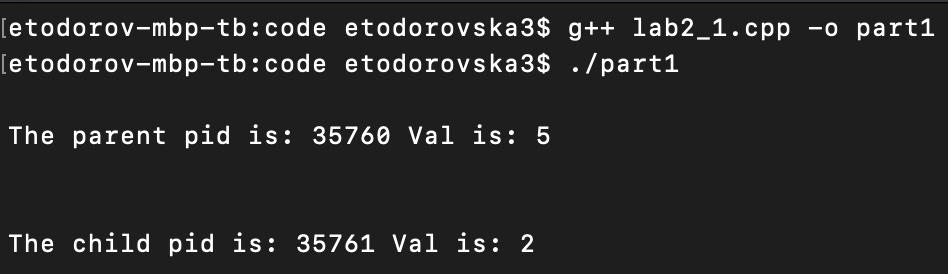 [etodorov-mbp-tb:code etodorovska3$ g++ lab2_1.cpp -o part1
[etodorov-mbp-tb:code etodorovska3$ ./part1
The parent pid is: 35760 Val is: 5
The child pid is: 35761 Val is: 2